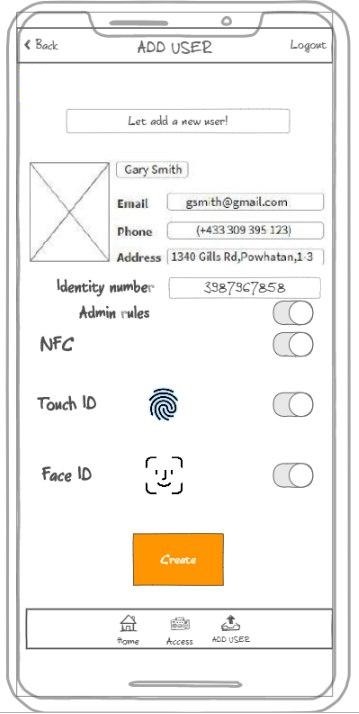 Back ADD USER Logout
Let add a new user!
Gary Smith
Email gsmith@gmail.com
Phone (+433 309 395 123)
Address 1340 Gills Rd,Powhatan,1-3
Identity number 3987967858
Admin rules
NFC
Touch ID
Face ID
Create
Home Access ADD USER